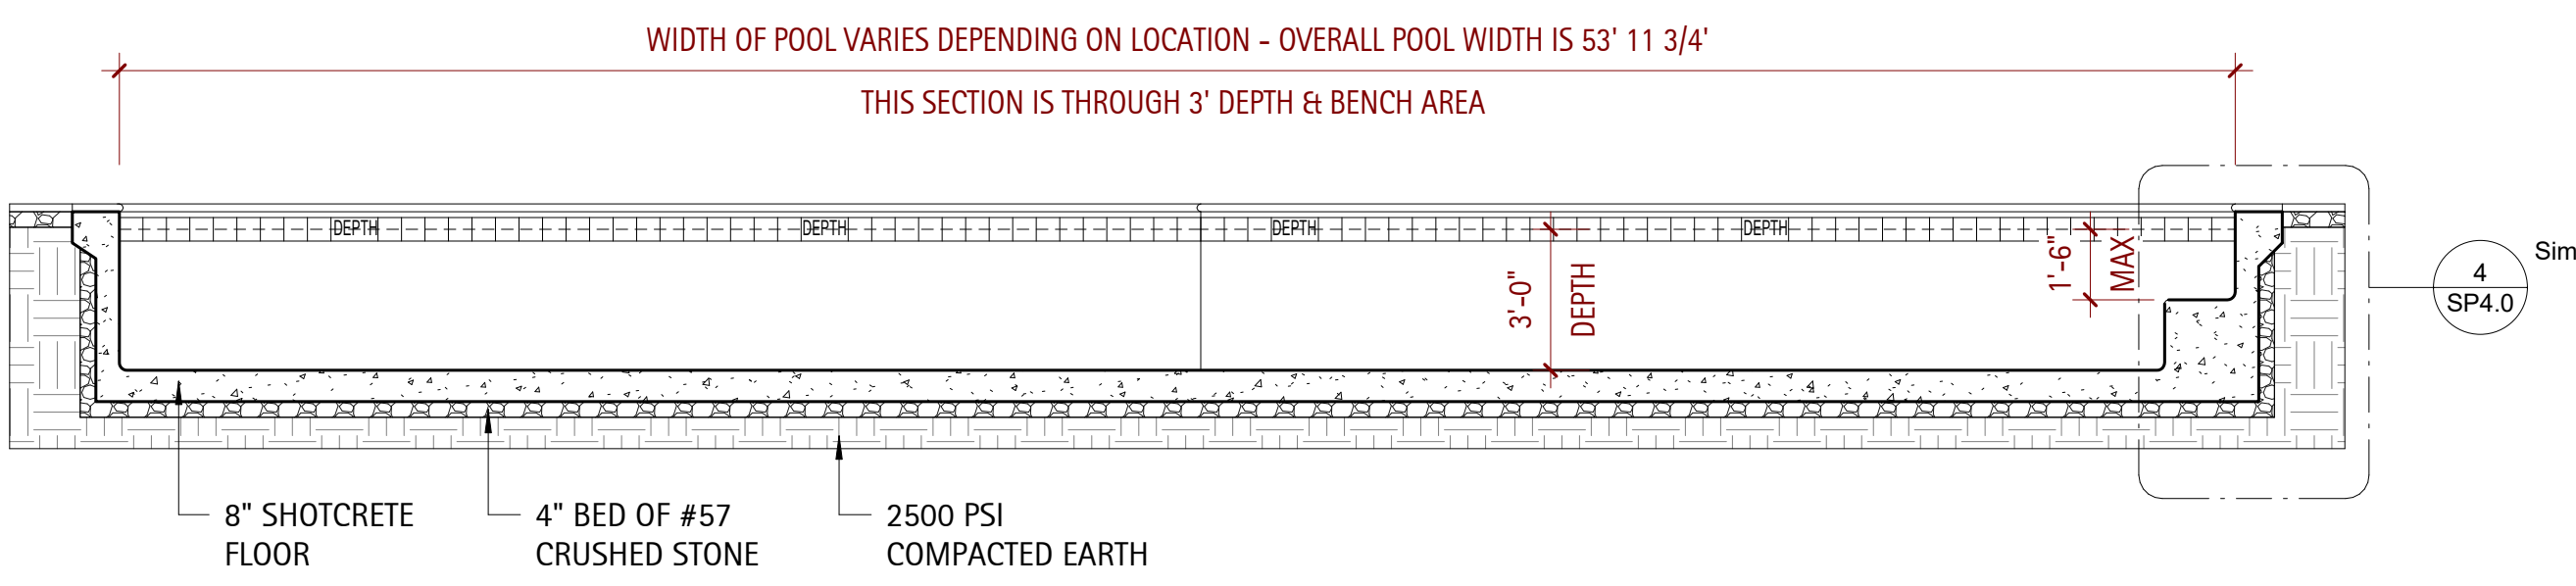 WIDTH OF POOL VARIES DEPENDING ON LOCATION - OVERALL POOL WIDTH IS 53' 11 3/4'
THIS SECTION IS THROUGH 3' DEPTH & BENCH AREA
DEPTH
DEPTH
DEPTH
DEPTH
3'-0"
DEPTH
1'-6"
MAX
4
SP4.0
Sim
8" SHOTCRETE
FLOOR
4" BED OF #57
CRUSHED STONE
2500 PSI
COMPACTED EARTH